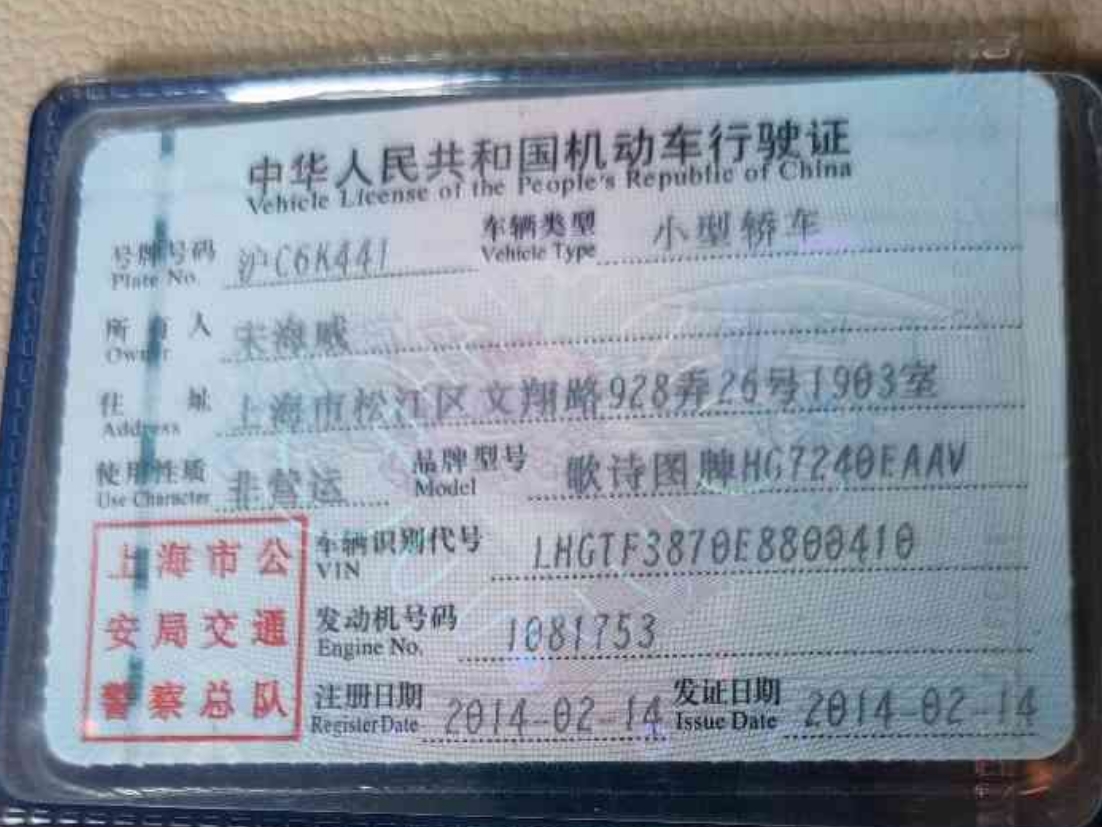 中华人民共和国机动车行驶证
Vehicle License of the People's Republic of China
号牌号码 沪C6K441 车辆类型 小型轿车
Plate No. Vehicle Type
所有人 宋海威
Owner
住址 上海市松江区文翔路928弄26号1903室
Address
使用性质 非营运 品牌型号 歌诗图牌HG7240EAAV
Use Character Model
车辆识别代号 LHGTF3870E8800410
VIN
发动机号码 1081753
Engine No.
注册日期 2014-02-14 发证日期 2014-02-14
Register Date Issue Date
上海市公
安局交通
警察总队